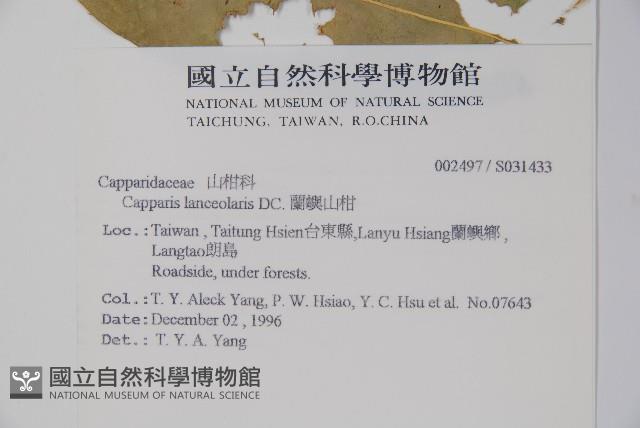 國立自然科學博物館
NATIONAL MUSEUM OF NATURAL SCIENCE
TAICHUNG, TAIWAN, R.O.CHINA
002497/S031433
Capparidaceae 山柑科
Capparis lanceolaris DC. 蘭嶼山柑
Loc.:Taiwan , Taitung Hsien台東縣,Lanyu Hsiang蘭嶼鄉 ,
Langtao朗島
Roadside, under forests.
Col.:T. Y. Aleck Yang, P. W. Hsiao, Y. C. Hsu et al. No.07643
Date:December 02 , 1996
Det.: T. Y. A. Yang
國立自然科學博物館
NATIONAL MUSEUM OF NATURAL SCIENCE